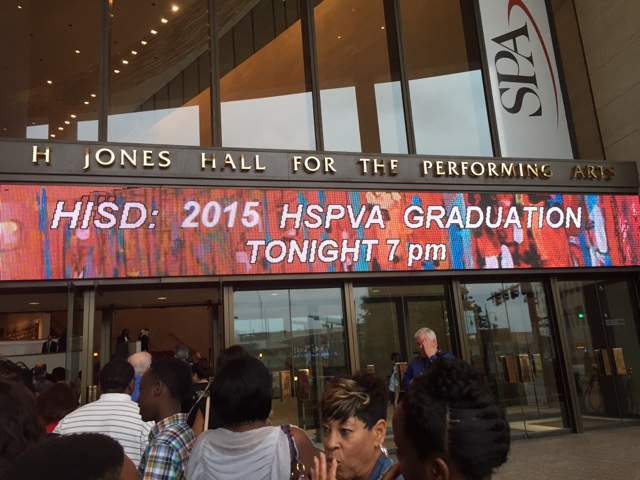 SPA
H JONES HALL FOR THE PERFORMING ARTS
HISD: 2015 HSPVA GRADUATION
TONIGHT 7 pm